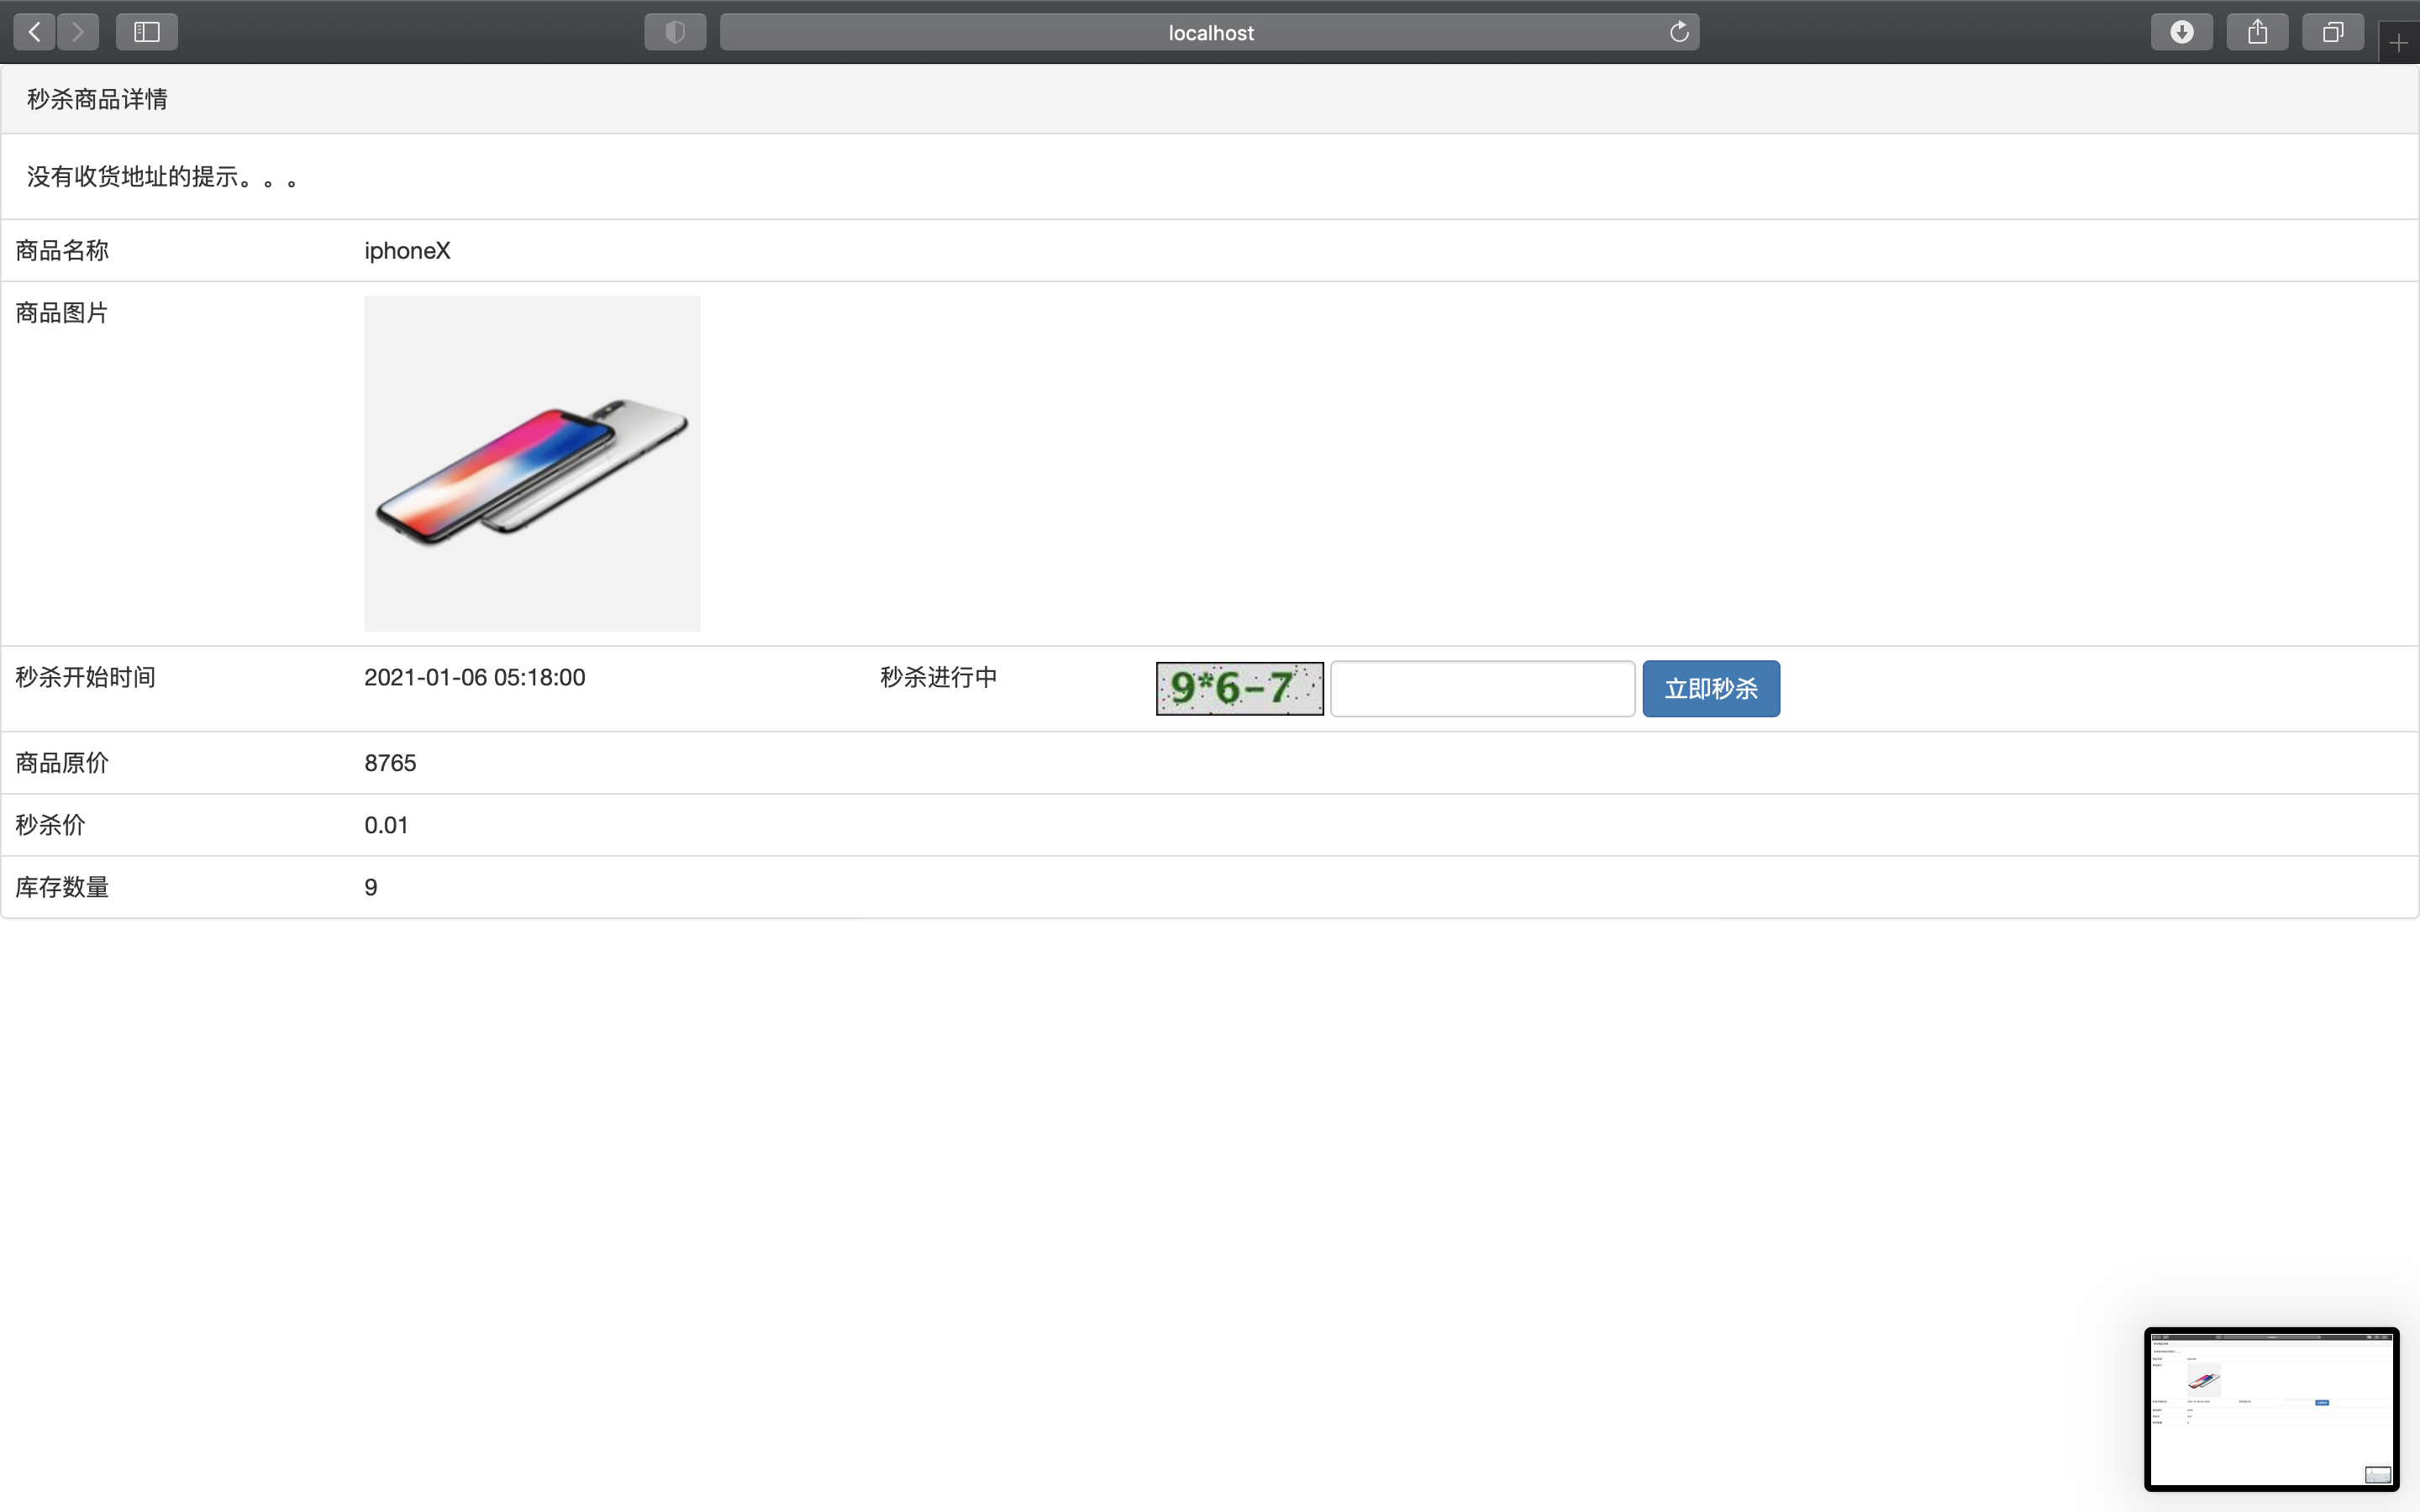 localhost
秒杀商品详情
没有收货地址的提示。。。
商品名称 iphoneX
商品图片
秒杀开始时间 2021-01-06 05:18:00 秒杀进行中 9*6-7 立即秒杀
商品原价 8765
秒杀价 0.01
库存数量 9